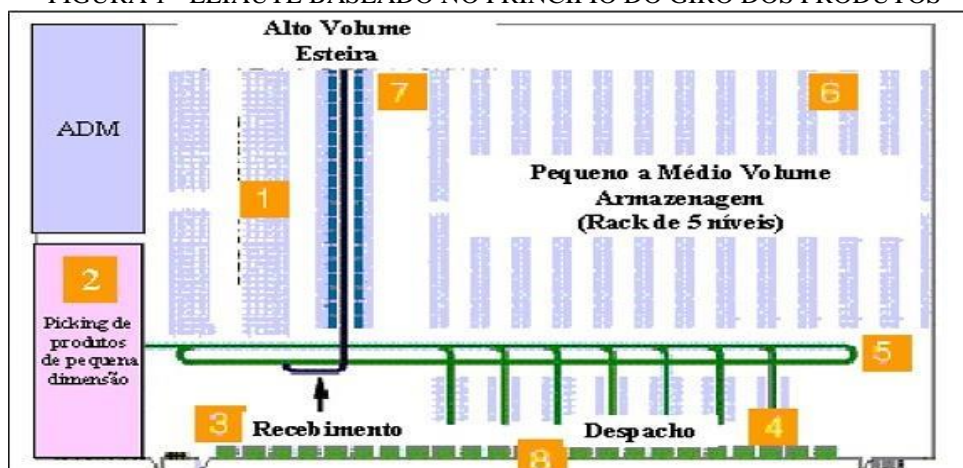 Alto Volume
Esteira
7
6
ADM
1
Pequeno a Médio Volume
Armazenagem
(Rack de 5 níveis)
2
Picking de
produtos
de pequena
dimensão
5
3
Recebimento
Despacho
4
8